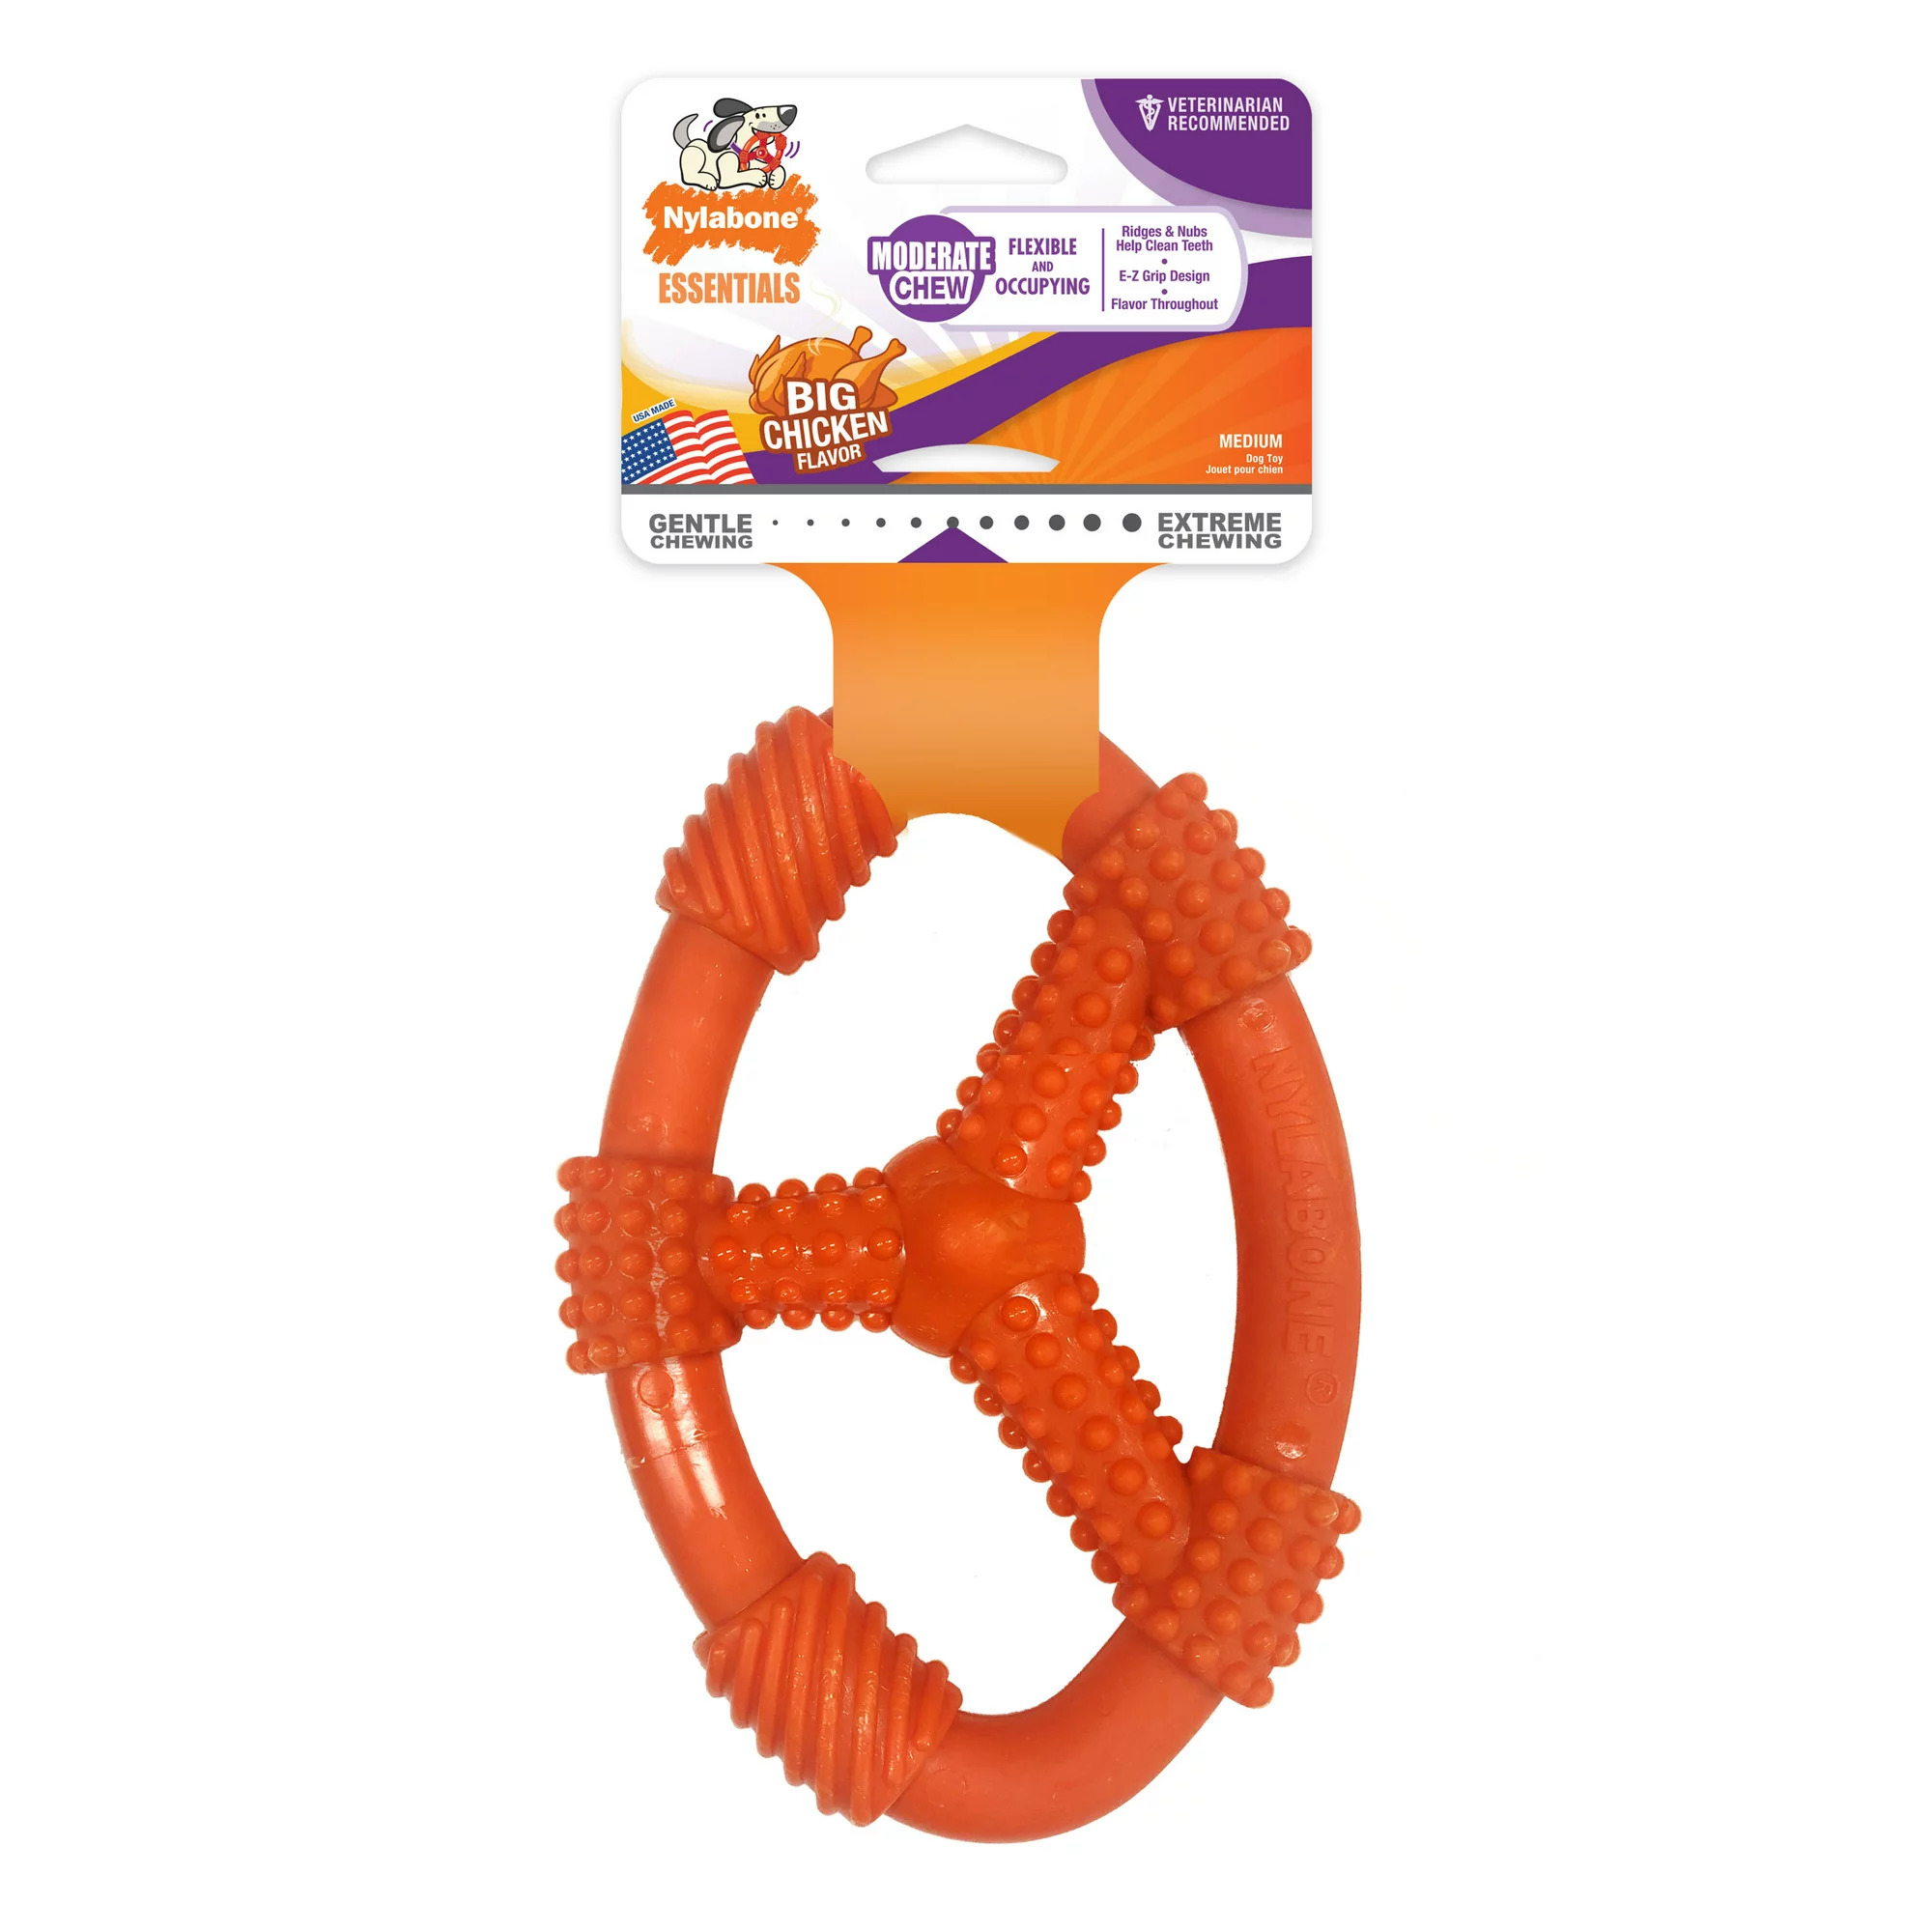 VETERINARIAN
RECOMMENDED
Nylabone®
ESSENTIALS
MODERATE
CHEW
FLEXIBLE
AND
OCCUPYING
Ridges & Nubs
Help Clean Teeth
•
E-Z Grip Design
•
Flavor Throughout
USA MADE
BIG
CHICKEN
FLAVOR
MEDIUM
Dog Toy
Jouet pour chien
GENTLE
CHEWING
EXTREME
CHEWING
NYLABONE®